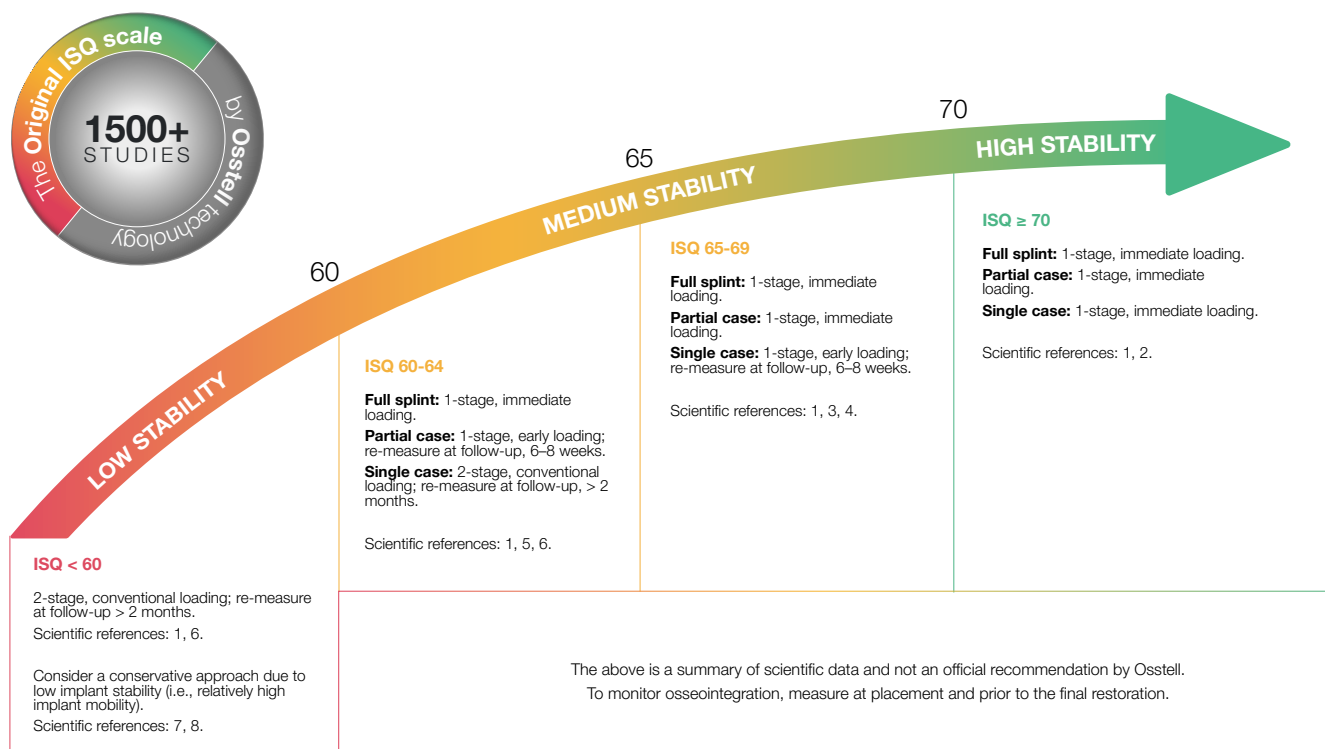 The Original ISQ scale
by Osstell technology
1500+
STUDIES
60
65
70
LOW STABILITY
MEDIUM STABILITY
HIGH STABILITY
ISQ < 60
2-stage, conventional loading; re-measure
at follow-up > 2 months.
Scientific references: 1, 6.
Consider a conservative approach due to
low implant stability (i.e., relatively high
implant mobility).
Scientific references: 7, 8.
ISQ 60-64
Full splint: 1-stage, immediate
loading.
Partial case: 1-stage, early loading;
re-measure at follow-up, 6–8 weeks.
Single case: 2-stage, conventional
loading; re-measure at follow-up, > 2
months.
Scientific references: 1, 5, 6.
ISQ 65-69
Full splint: 1-stage, immediate
loading.
Partial case: 1-stage, immediate
loading.
Single case: 1-stage, early loading;
re-measure at follow-up, 6–8 weeks.
Scientific references: 1, 3, 4.
ISQ ≥ 70
Full splint: 1-stage, immediate loading.
Partial case: 1-stage, immediate
loading.
Single case: 1-stage, immediate loading.
Scientific references: 1, 2.
The above is a summary of scientific data and not an official recommendation by Osstell.
To monitor osseointegration, measure at placement and prior to the final restoration.